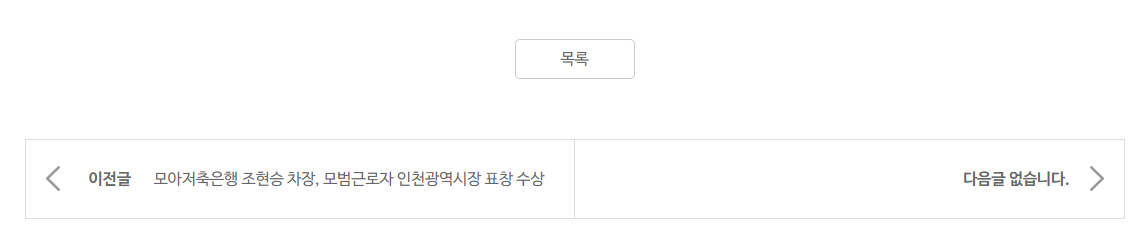 목록
이전글 모아저축은행 조현승 차장, 모범근로자 인천광역시장 표창 수상
다음글 없습니다.